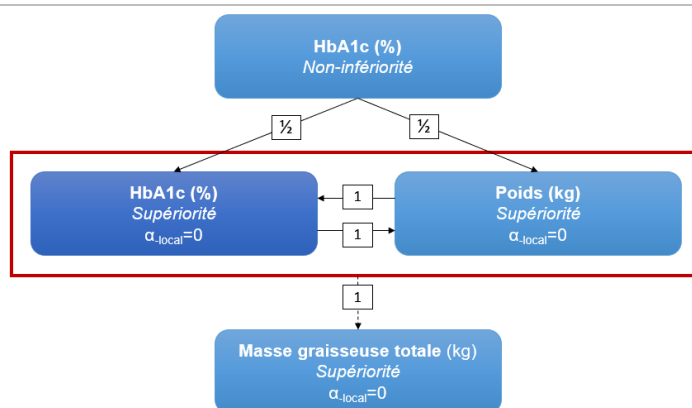 HbA1c (%)
Non-infériorité
½ ½
HbA1c (%)
Supériorité
α-local=0
1
1
Poids (kg)
Supériorité
α-local=0
1
Masse graisseuse totale (kg)
Supériorité
α-local=0